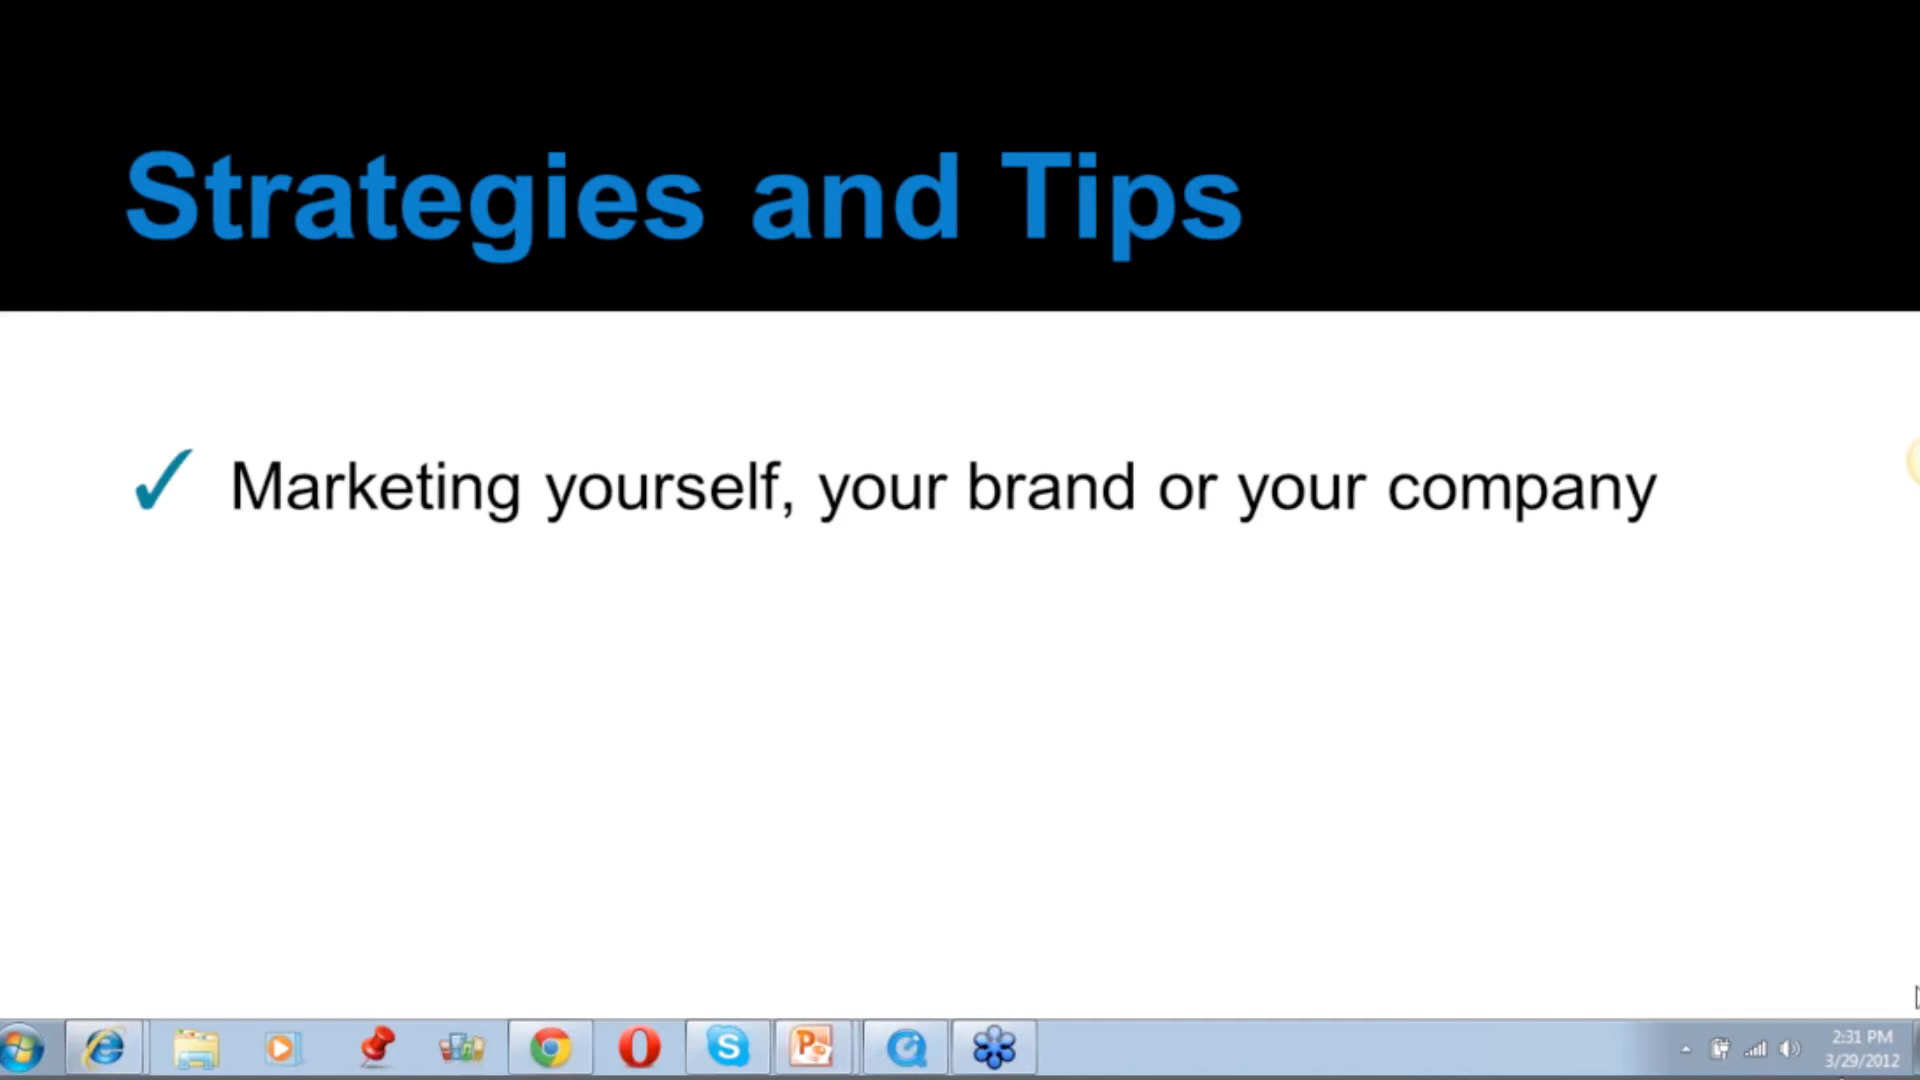 Strategies and Tips
✓ Marketing yourself, your brand or your company
2:31 PM
3/29/2012